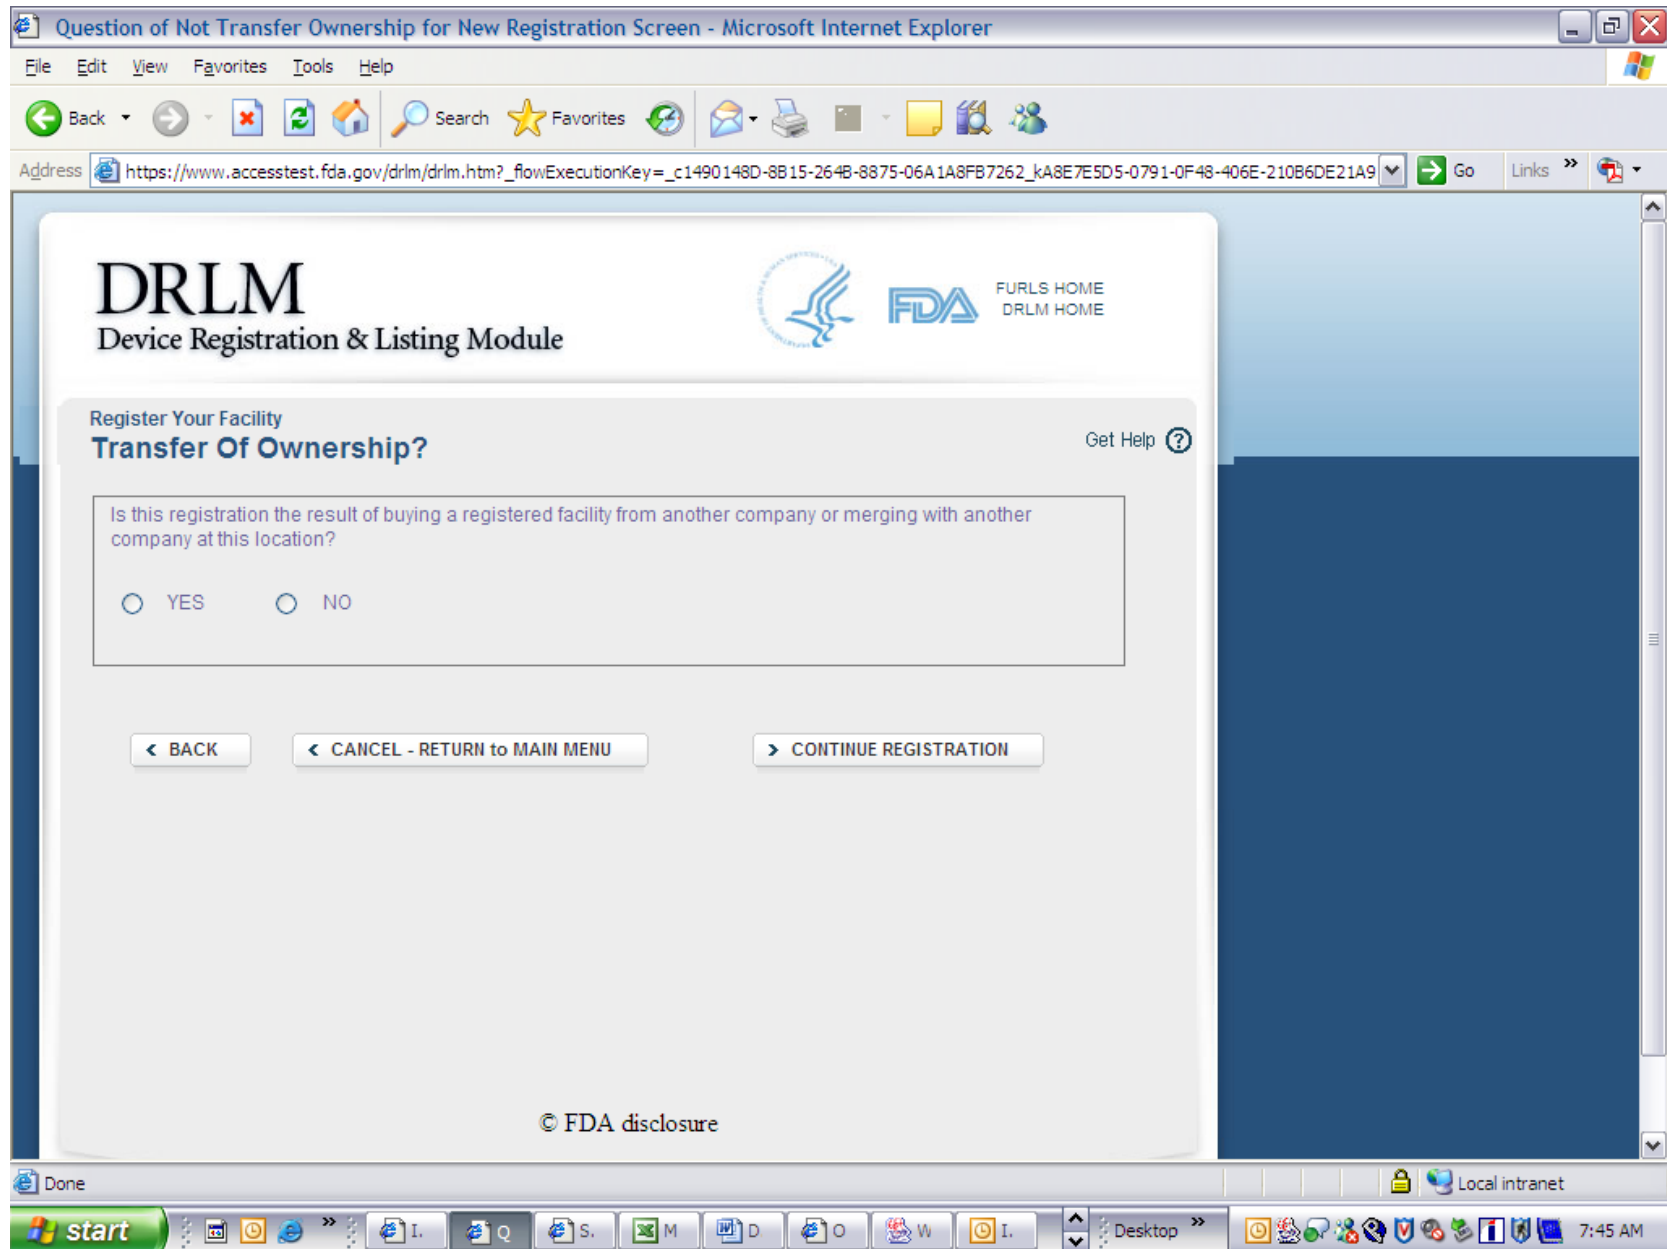 Question of Not Transfer Ownership for New Registration Screen - Microsoft Internet Explorer
File Edit View Favorites Tools Help
Back Search Favorites
Address https://www.accesstest.fda.gov/drlm/drlm.htm?_flowExecutionKey=_c1490148D-8B15-264B-8875-06A1A8FB7262_kA8E7E5D5-0791-0F48-406E-210B6DE21A9 Go Links »
DRLM
Device Registration & Listing Module
FDA
FURLS HOME
DRLM HOME
Register Your Facility
Transfer Of Ownership?
Get Help ?
Is this registration the result of buying a registered facility from another company or merging with another
company at this location?
YES NO
< BACK < CANCEL - RETURN to MAIN MENU > CONTINUE REGISTRATION
© FDA disclosure
Done Local intranet
start » I. Q S. M D O W I. Desktop » 7:45 AM